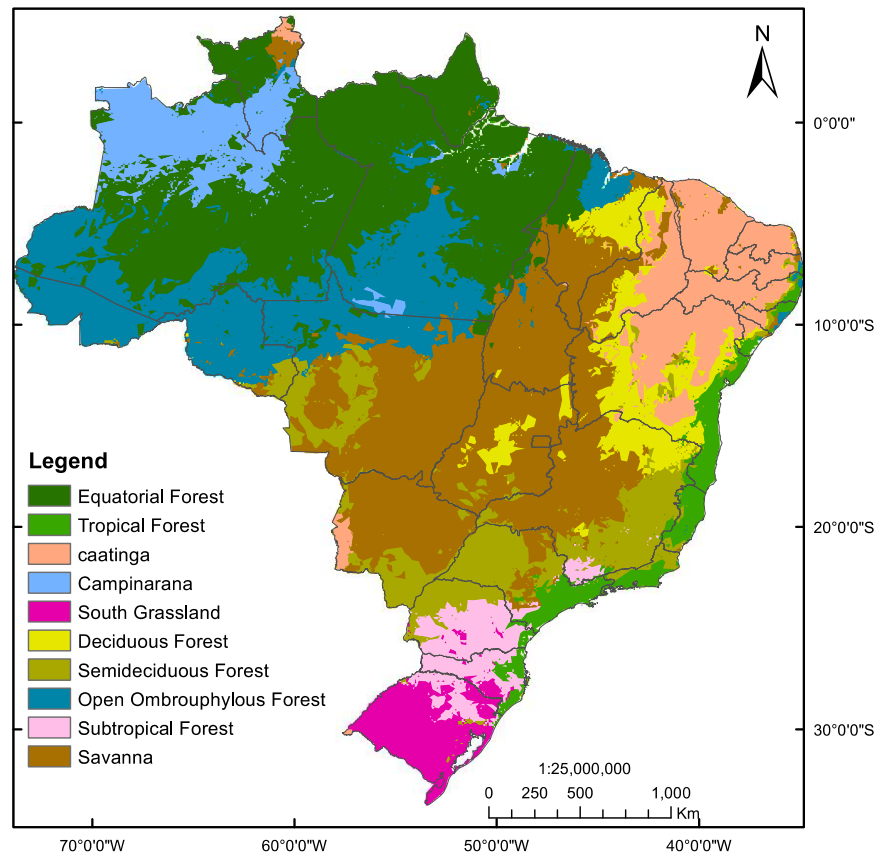 N
0°0'0"
10°0'0"S
20°0'0"S
30°0'0"S
Legend
Equatorial Forest
Tropical Forest
caatinga
Campinarana
South Grassland
Deciduous Forest
Semideciduous Forest
Open Ombrouphylous Forest
Subtropical Forest
Savanna
1:25,000,000
0 250 500 1,000
Km
70°0'0"W 60°0'0"W 50°0'0"W 40°0'0"W